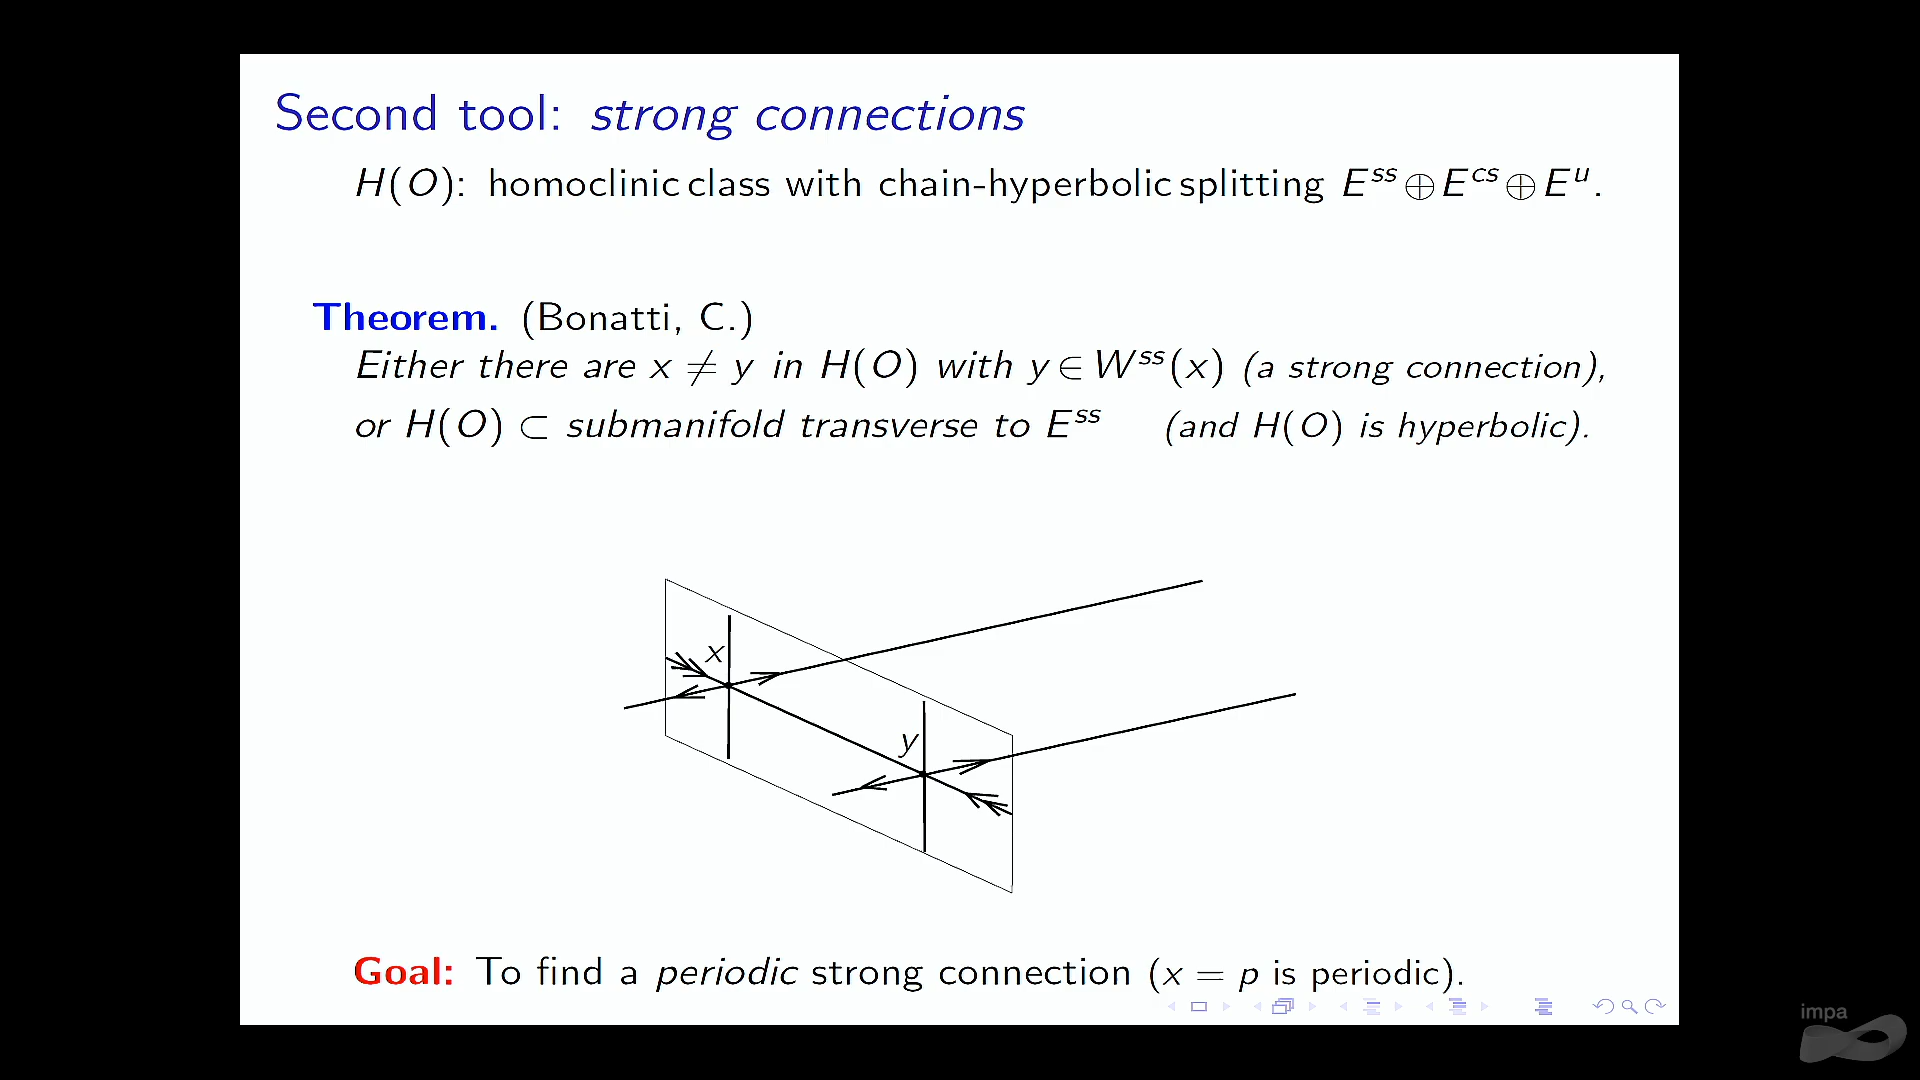 Second tool: strong connections
H(O): homoclinic class with chain-hyperbolic splitting E^ss ⊕ E^cs ⊕ E^u.
Theorem. (Bonatti, C.)
Either there are x ≠ y in H(O) with y ∈ W^ss(x) (a strong connection),
or H(O) ⊂ submanifold transverse to E^ss (and H(O) is hyperbolic).
x
y
Goal: To find a periodic strong connection (x = p is periodic).
impa